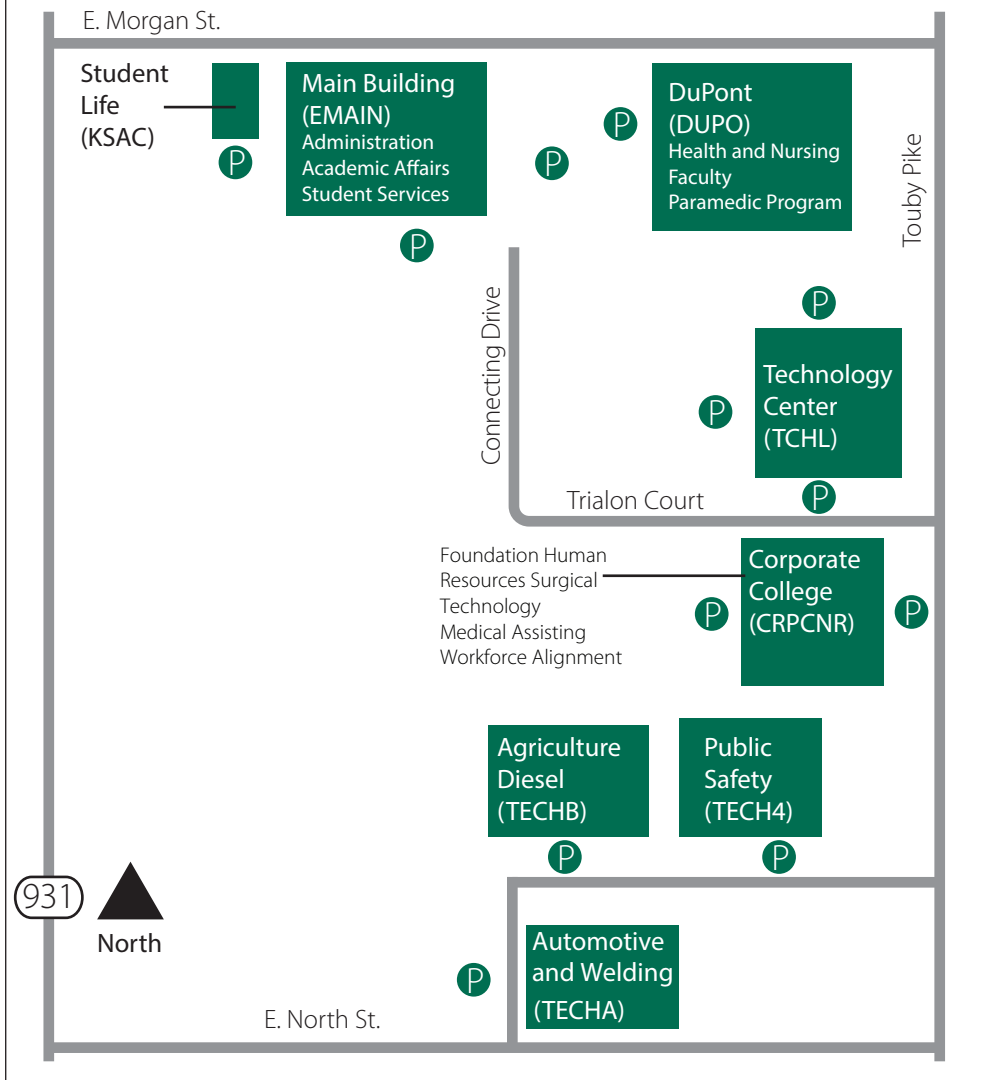 E. Morgan St.
Student
Life
(KSAC)
P
Main Building
(EMAIN)
Administration
Academic Affairs
Student Services
P
P
P
DuPont
(DUPO)
Health and Nursing
Faculty
Paramedic Program
Touby Pike
Connecting Drive
P
Technology
Center
(TCHL)
P
P
Trialon Court
Foundation Human
Resources Surgical
Technology
Medical Assisting
Workforce Alignment
P
Corporate
College
(CRPCNR)
P
Agriculture
Diesel
(TECHB)
P
Public
Safety
(TECH4)
P
931
North
P
Automotive
and Welding
(TECHA)
E. North St.